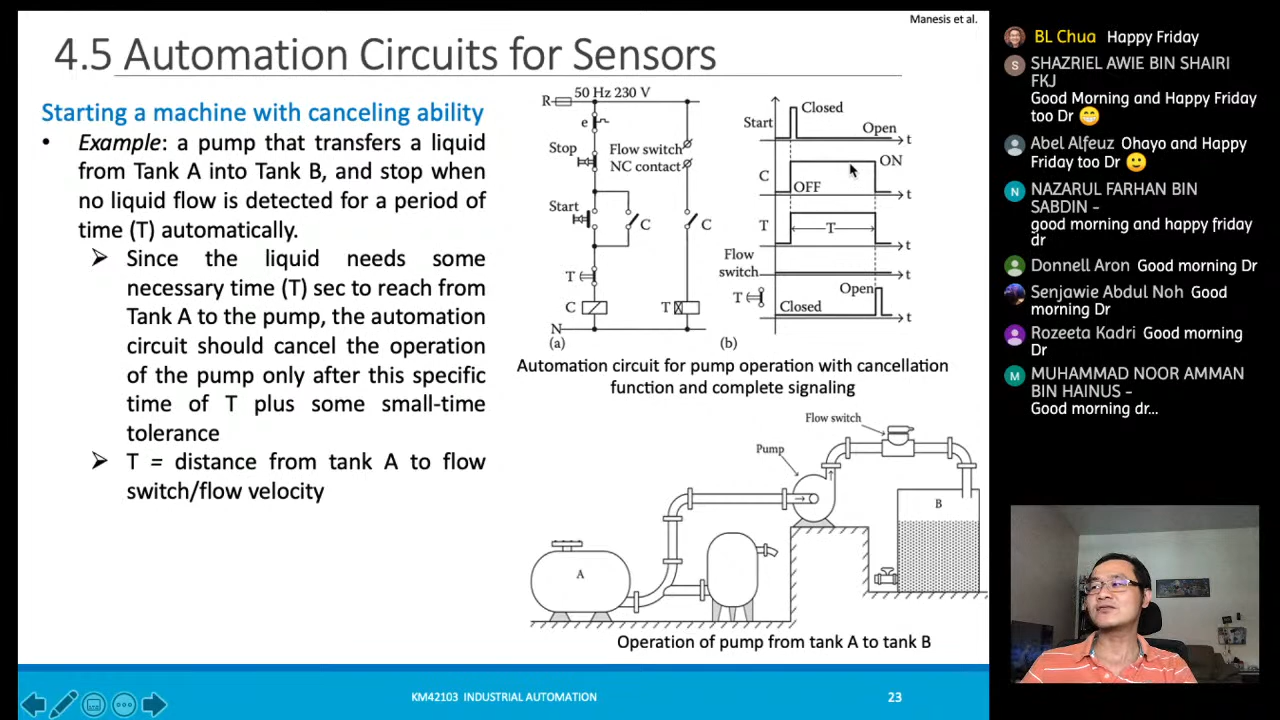 Manesis et al.
4.5 Automation Circuits for Sensors
Starting a machine with canceling ability
• Example: a pump that transfers a liquid
from Tank A into Tank B, and stop when
no liquid flow is detected for a period of
time (T) automatically.
➢ Since the liquid needs some
necessary time (T) sec to reach from
Tank A to the pump, the automation
circuit should cancel the operation
of the pump only after this specific
time of T plus some small-time
tolerance
➢ T = distance from tank A to flow
switch/flow velocity
R
50 Hz 230 V
e
Stop
Flow switch
NC contact
Start
C
C
T
C
T
N
(a)
Start
Closed
Open
t
C
ON
OFF
t
T
T
t
Flow
switch
t
T
Open
Closed
t
(b)
Automation circuit for pump operation with cancellation
function and complete signaling
Flow switch
Pump
B
A
Operation of pump from tank A to tank B
KM42103 INDUSTRIAL AUTOMATION
23
BL Chua Happy Friday
S
SHAZRIEL AWIE BIN SHAIRI
FKJ
Good Morning and Happy Friday
too Dr 😁
Abel Alfeuz Ohayo and Happy
Friday too Dr 🙂
N
NAZARUL FARHAN BIN
SABDIN -
good morning and happy friday
dr
Donnell Aron Good morning Dr
Senjawie Abdul Noh Good
morning Dr
Rozeeta Kadri Good morning
Dr
M
MUHAMMAD NOOR AMMAN
BIN HAINUS -
Good morning dr...